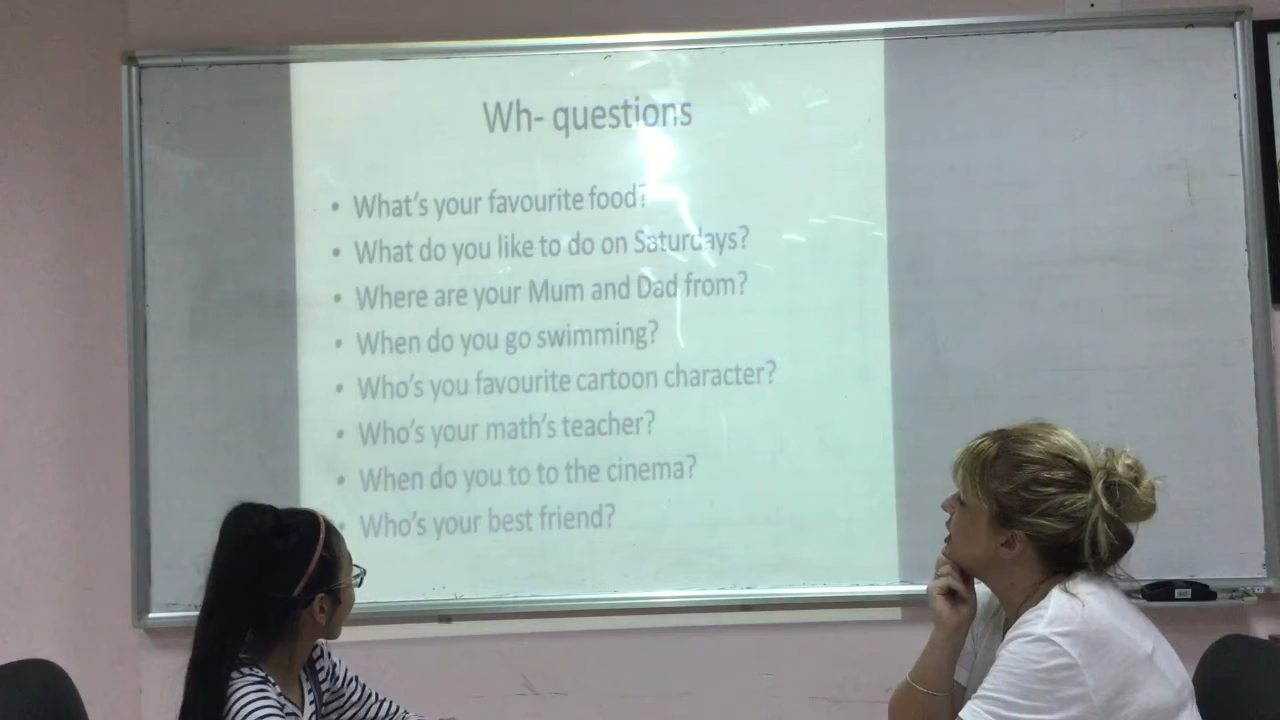 Wh- questions
• What's your favourite food?
• What do you like to do on Saturdays?
• Where are your Mum and Dad from?
• When do you go swimming?
• Who's you favourite cartoon character?
• Who's your math's teacher?
• When do you to to the cinema?
• Who's your best friend?